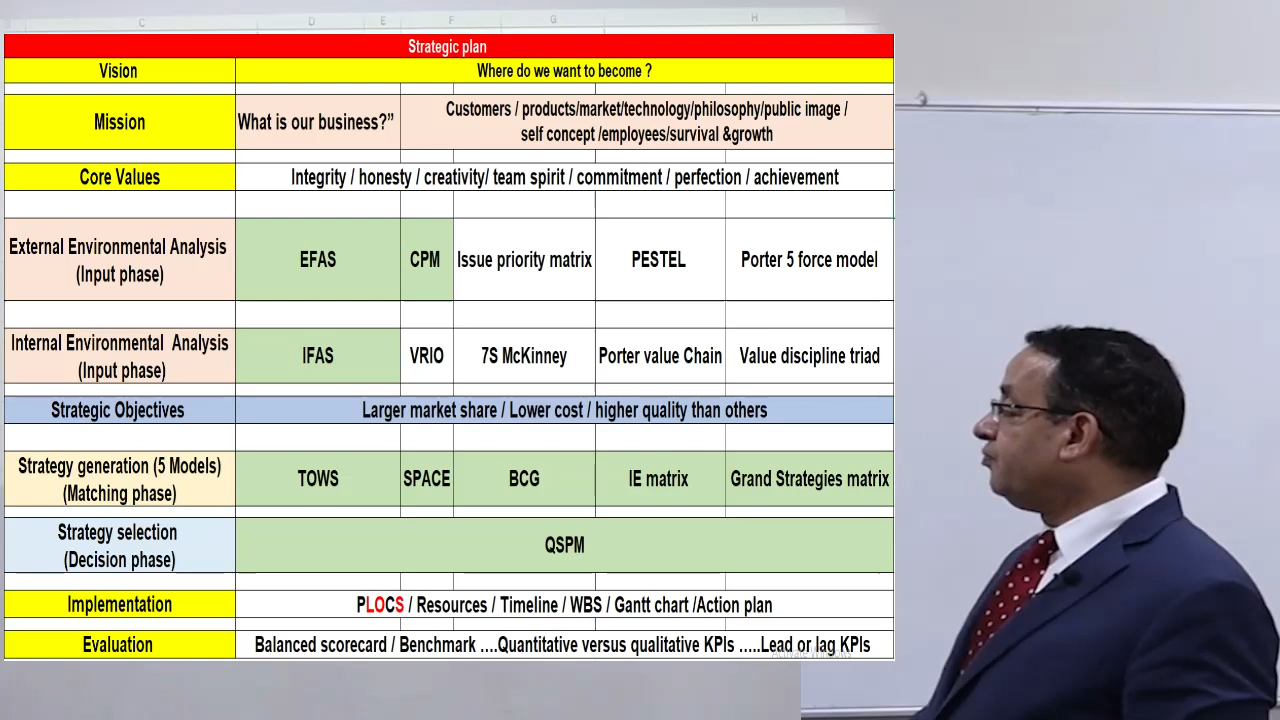 C D E F G H
Strategic plan
Vision Where do we want to become ?
Mission What is our business?” Customers / products/market/technology/philosophy/public image /
self concept /employees/survival &growth
Core Values Integrity / honesty / creativity/ team spirit / commitment / perfection / achievement
External Environmental Analysis
(Input phase)
EFAS CPM Issue priority matrix PESTEL Porter 5 force model
Internal Environmental Analysis
(Input phase)
IFAS VRIO 7S McKinney Porter value Chain Value discipline triad
Strategic Objectives Larger market share / Lower cost / higher quality than others
Strategy generation (5 Models)
(Matching phase)
TOWS SPACE BCG IE matrix Grand Strategies matrix
Strategy selection
(Decision phase)
QSPM
Implementation PLOCS / Resources / Timeline / WBS / Gantt chart /Action plan
Evaluation Balanced scorecard / Benchmark ....Quantitative versus qualitative KPIs .....Lead or lag KPIs
Activate Windows